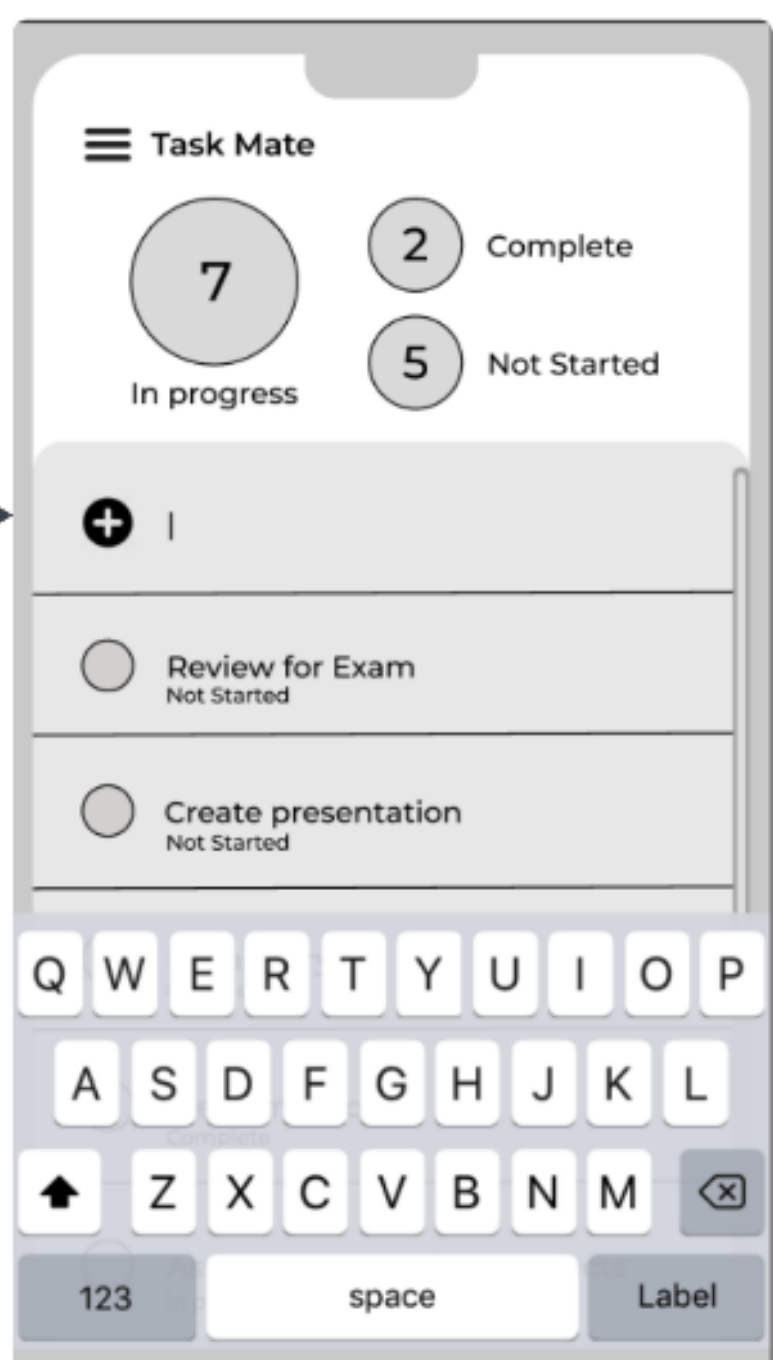 Task Mate
7
In progress
2 Complete
5 Not Started
Review for Exam
Not Started
Create presentation
Not Started
Q W E R T Y U I O P
A S D F G H J K L
Complete
Z X C V B N M
123 space Label